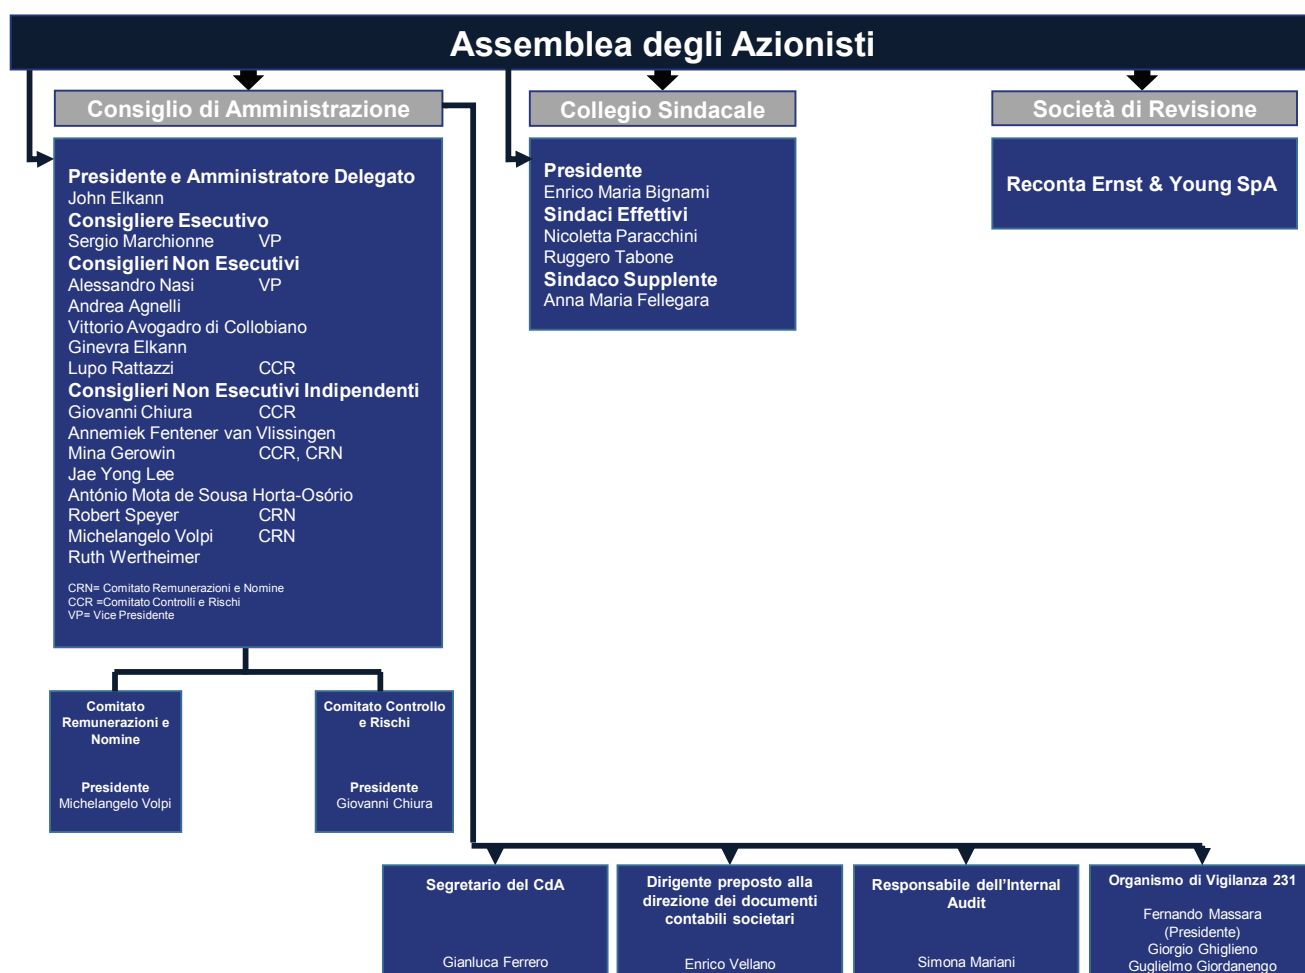 Assemblea degli Azionisti
Consiglio di Amministrazione
Presidente e Amministratore Delegato
John Elkann
Consigliere Esecutivo
Sergio Marchionne VP
Consiglieri Non Esecutivi
Alessandro Nasi VP
Andrea Agnelli
Vittorio Avogadro di Collobiano
Ginevra Elkann
Lupo Rattazzi CCR
Consiglieri Non Esecutivi Indipendenti
Giovanni Chiura CCR
Annemiek Fentener van Vlissingen
Mina Gerowin CCR, CRN
Jae Yong Lee
António Mota de Sousa Horta-Osório
Robert Speyer CRN
Michelangelo Volpi CRN
Ruth Wertheimer
CRN= Comitato Remunerazioni e Nomine
CCR =Comitato Controlli e Rischi
VP= Vice Presidente
Collegio Sindacale
Presidente
Enrico Maria Bignami
Sindaci Effettivi
Nicoletta Paracchini
Ruggero Tabone
Sindaco Supplente
Anna Maria Fellegara
Società di Revisione
Reconta Ernst & Young SpA
Comitato
Remunerazioni e
Nomine
Presidente
Michelangelo Volpi
Comitato Controllo
e Rischi
Presidente
Giovanni Chiura
Segretario del CdA
Gianluca Ferrero
Dirigente preposto alla
direzione dei documenti
contabili societari
Enrico Vellano
Responsabile dell'Internal
Audit
Simona Mariani
Organismo di Vigilanza 231
Fernando Massara
(Presidente)
Giorgio Ghiglieno
Guglielmo Giordanengo